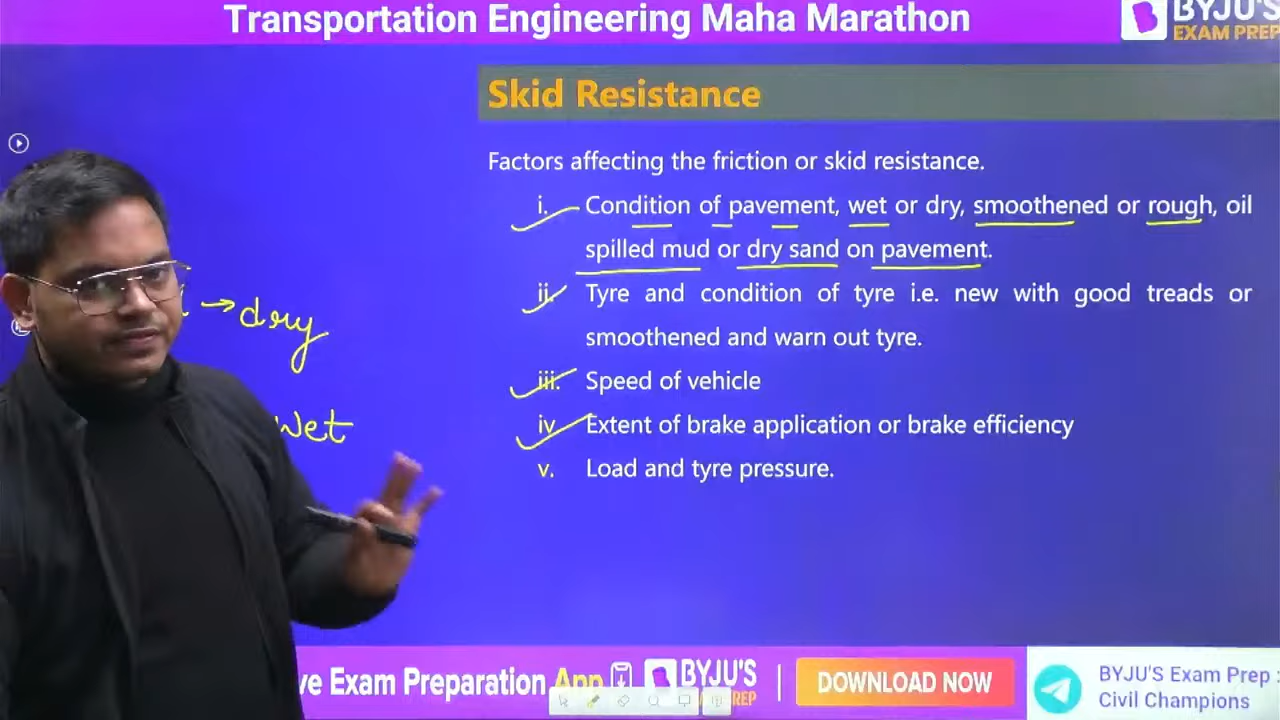 Transportation Engineering Maha Marathon
BYJU'S
EXAM PREP
Skid Resistance
Factors affecting the friction or skid resistance.
i. Condition of pavement, wet or dry, smoothened or rough, oil
spilled mud or dry sand on pavement.
ii. Tyre and condition of tyre i.e. new with good treads or
smoothened and warn out tyre.
iii. Speed of vehicle
iv. Extent of brake application or brake efficiency
v. Load and tyre pressure.
→ dry
Wet
Exam Preparation App
BYJU'S
PREP
DOWNLOAD NOW
BYJU'S Exam Prep :
Civil Champions